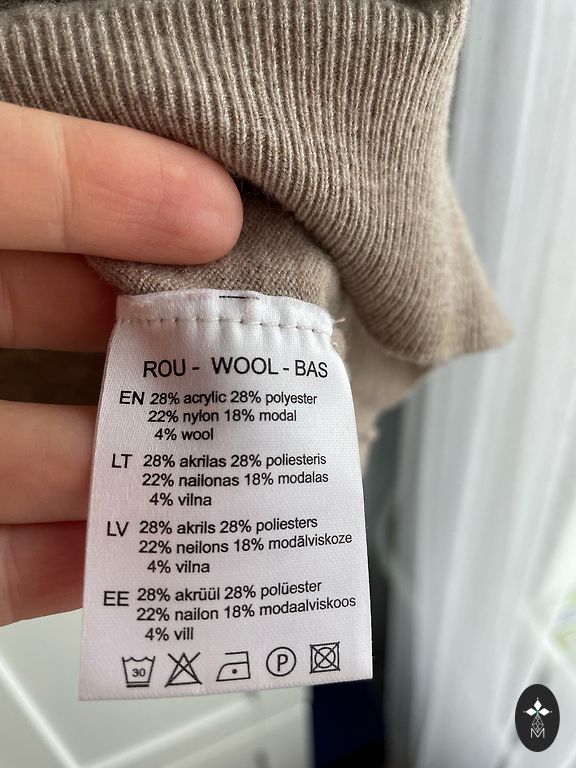 ROU - WOOL - BAS
EN 28% acrylic 28% polyester
22% nylon 18% modal
4% wool
LT 28% akrilas 28% poliesteris
22% nailonas 18% modalas
4% vilna
LV 28% akrils 28% poliesters
22% neilons 18% modālviskoze
4% vilna
EE 28% akrüül 28% polüester
22% nailon 18% modaalviskoos
4% vill
30 P
M